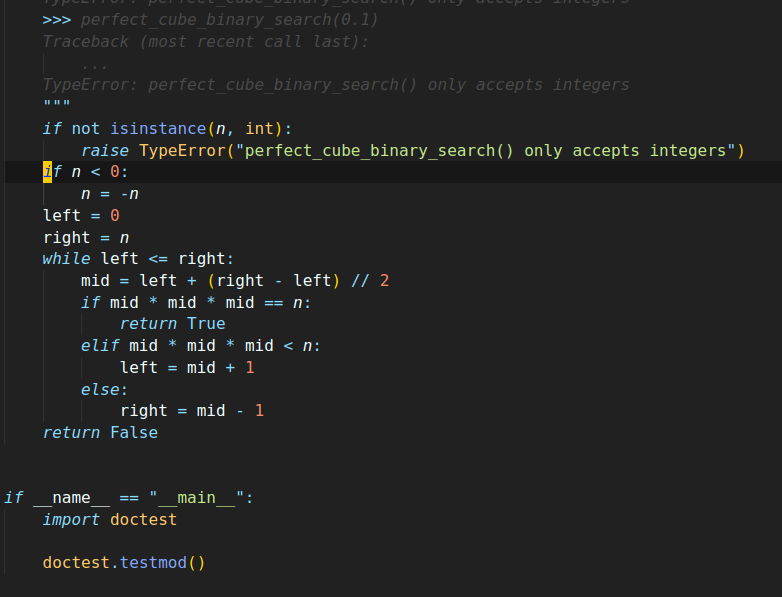 TypeError: perfect_cube_binary_search() only accepts integers
>>> perfect_cube_binary_search(0.1)
Traceback (most recent call last):
...
TypeError: perfect_cube_binary_search() only accepts integers
"""
if not isinstance(n, int):
raise TypeError("perfect_cube_binary_search() only accepts integers")
if n < 0:
n = -n
left = 0
right = n
while left <= right:
mid = left + (right - left) // 2
if mid * mid * mid == n:
return True
elif mid * mid * mid < n:
left = mid + 1
else:
right = mid - 1
return False
if __name__ == "__main__":
import doctest
doctest.testmod()